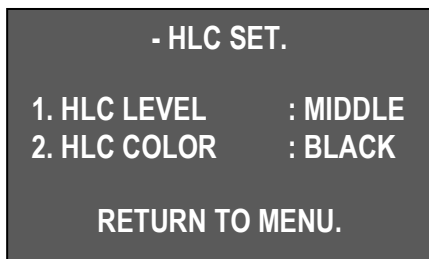 - HLC SET.
1. HLC LEVEL : MIDDLE
2. HLC COLOR : BLACK
RETURN TO MENU.